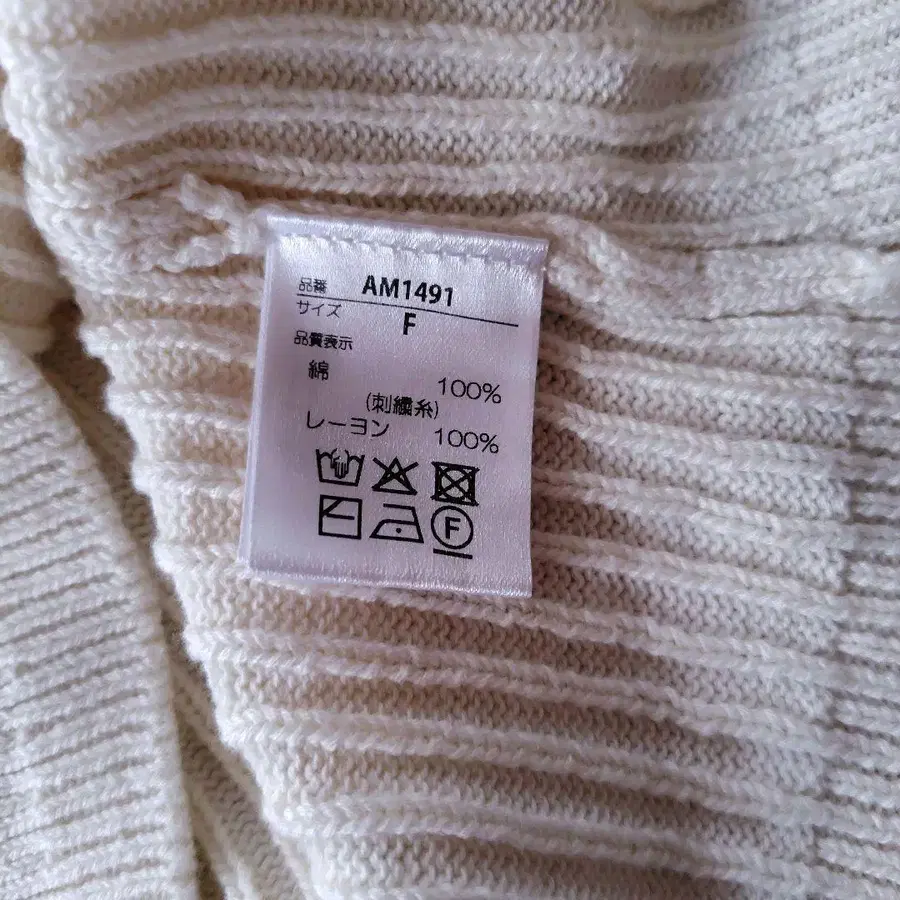 品番 AM1491
サイズ F
品質表示
綿 100%
(刺繍糸)
レーヨン 100%
F